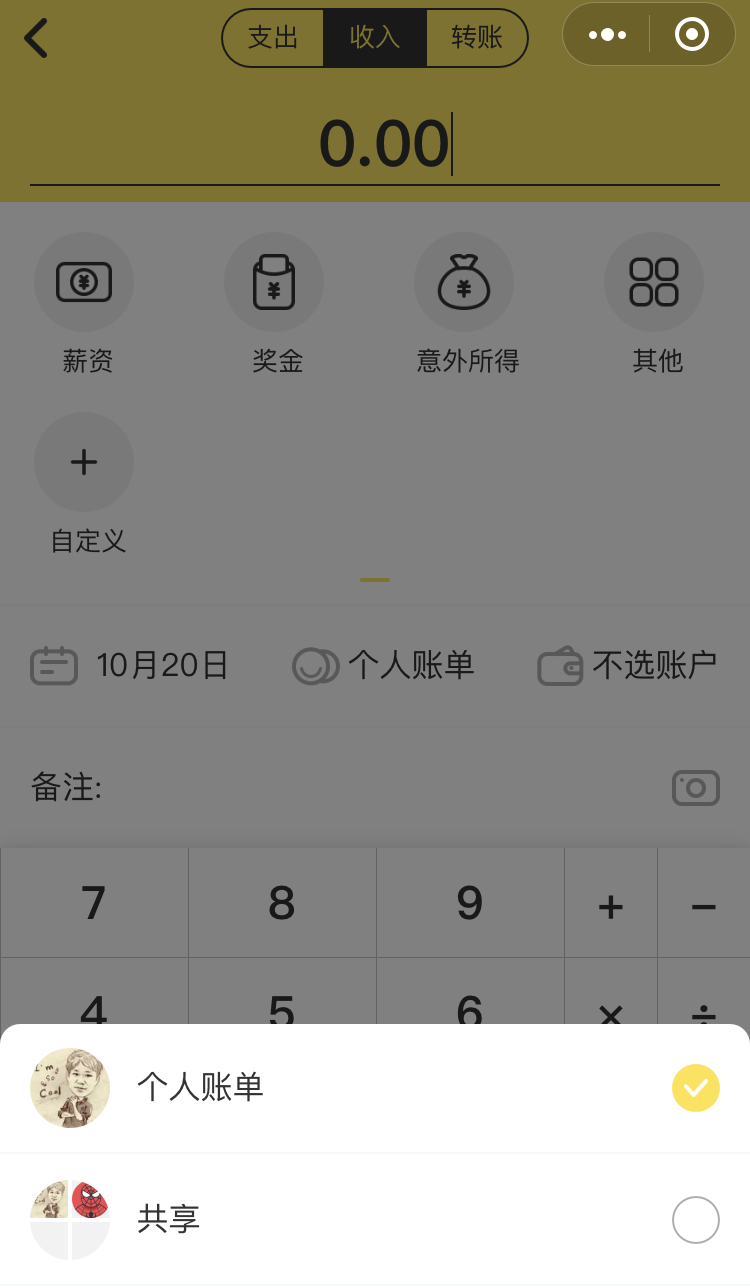 支出 收入 转账
0.00
薪资 奖金 意外所得 其他
自定义
10月20日 个人账单 不选账户
备注:
7 8 9 + −
4 5 6 × ÷
I'm
so
Cool
个人账单
共享